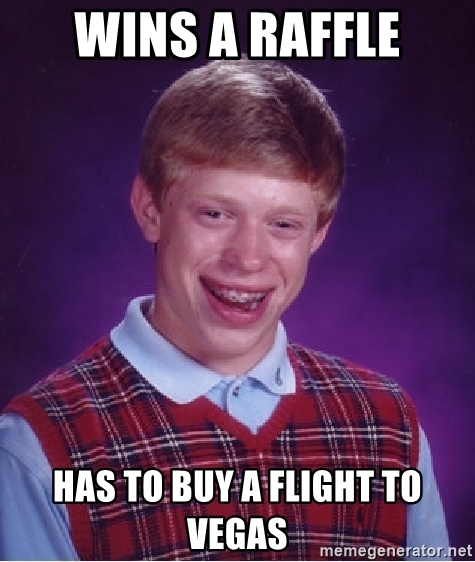 WINS A RAFFLE
HAS TO BUY A FLIGHT TO
VEGAS
memegenerator.net